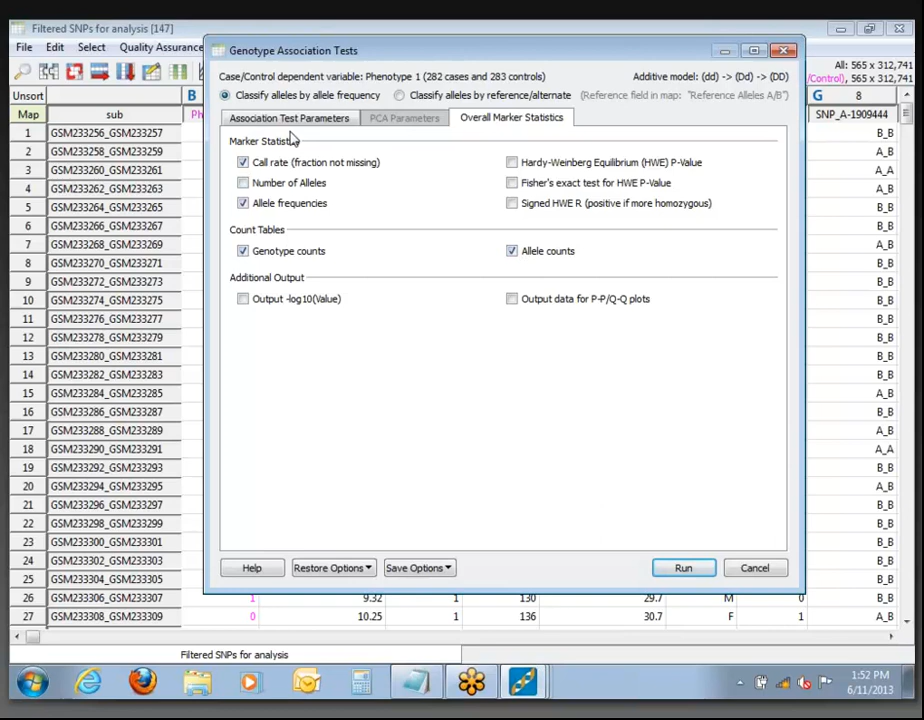 Filtered SNPs for analysis [147]
File Edit Select Quality Assurance
All: 565 x 312,741
/Control), 565 x 312,741
Genotype Association Tests
Case/Control dependent variable: Phenotype 1 (282 cases and 283 controls) Additive model: (dd) -> (Dd) -> (DD)
Classify alleles by allele frequency Classify alleles by reference/alternate (Reference field in map: "Reference Alleles A/B")
Association Test Parameters PCA Parameters Overall Marker Statistics
Marker Statistics
Call rate (fraction not missing) Hardy-Weinberg Equilibrium (HWE) P-Value
Number of Alleles Fisher's exact test for HWE P-Value
Allele frequencies Signed HWE R (positive if more homozygous)
Count Tables
Genotype counts Allele counts
Additional Output
Output -log10(Value) Output data for P-P/Q-Q plots
Help Restore Options Save Options Run Cancel
Unsort B G 8
Map sub Ph SNP_A-1909444
1 GSM233256_GSM233257 B_B
2 GSM233258_GSM233259 A_B
3 GSM233260_GSM233261 A_A
4 GSM233262_GSM233263 A_B
5 GSM233264_GSM233265 B_B
6 GSM233266_GSM233267 B_B
7 GSM233268_GSM233269 A_B
8 GSM233270_GSM233271 B_B
9 GSM233272_GSM233273 B_B
10 GSM233274_GSM233275 A_B
11 GSM233276_GSM233277 B_B
12 GSM233278_GSM233279 B_B
13 GSM233280_GSM233281 B_B
14 GSM233282_GSM233283 B_B
15 GSM233284_GSM233285 A_B
16 GSM233286_GSM233287 B_B
17 GSM233288_GSM233289 A_B
18 GSM233290_GSM233291 A_A
19 GSM233292_GSM233293 B_B
20 GSM233294_GSM233295 A_B
21 GSM233296_GSM233297 B_B
22 GSM233298_GSM233299 B_B
23 GSM233300_GSM233301 B_B
24 GSM233302_GSM233303 B_B
25 GSM233304_GSM233305 A_B
26 GSM233306_GSM233307 1 9.32 1 130 29.7 M 0 B_B
27 GSM233308_GSM233309 0 10.25 1 136 30.7 F 1 A_B
Filtered SNPs for analysis
1:52 PM
6/11/2013